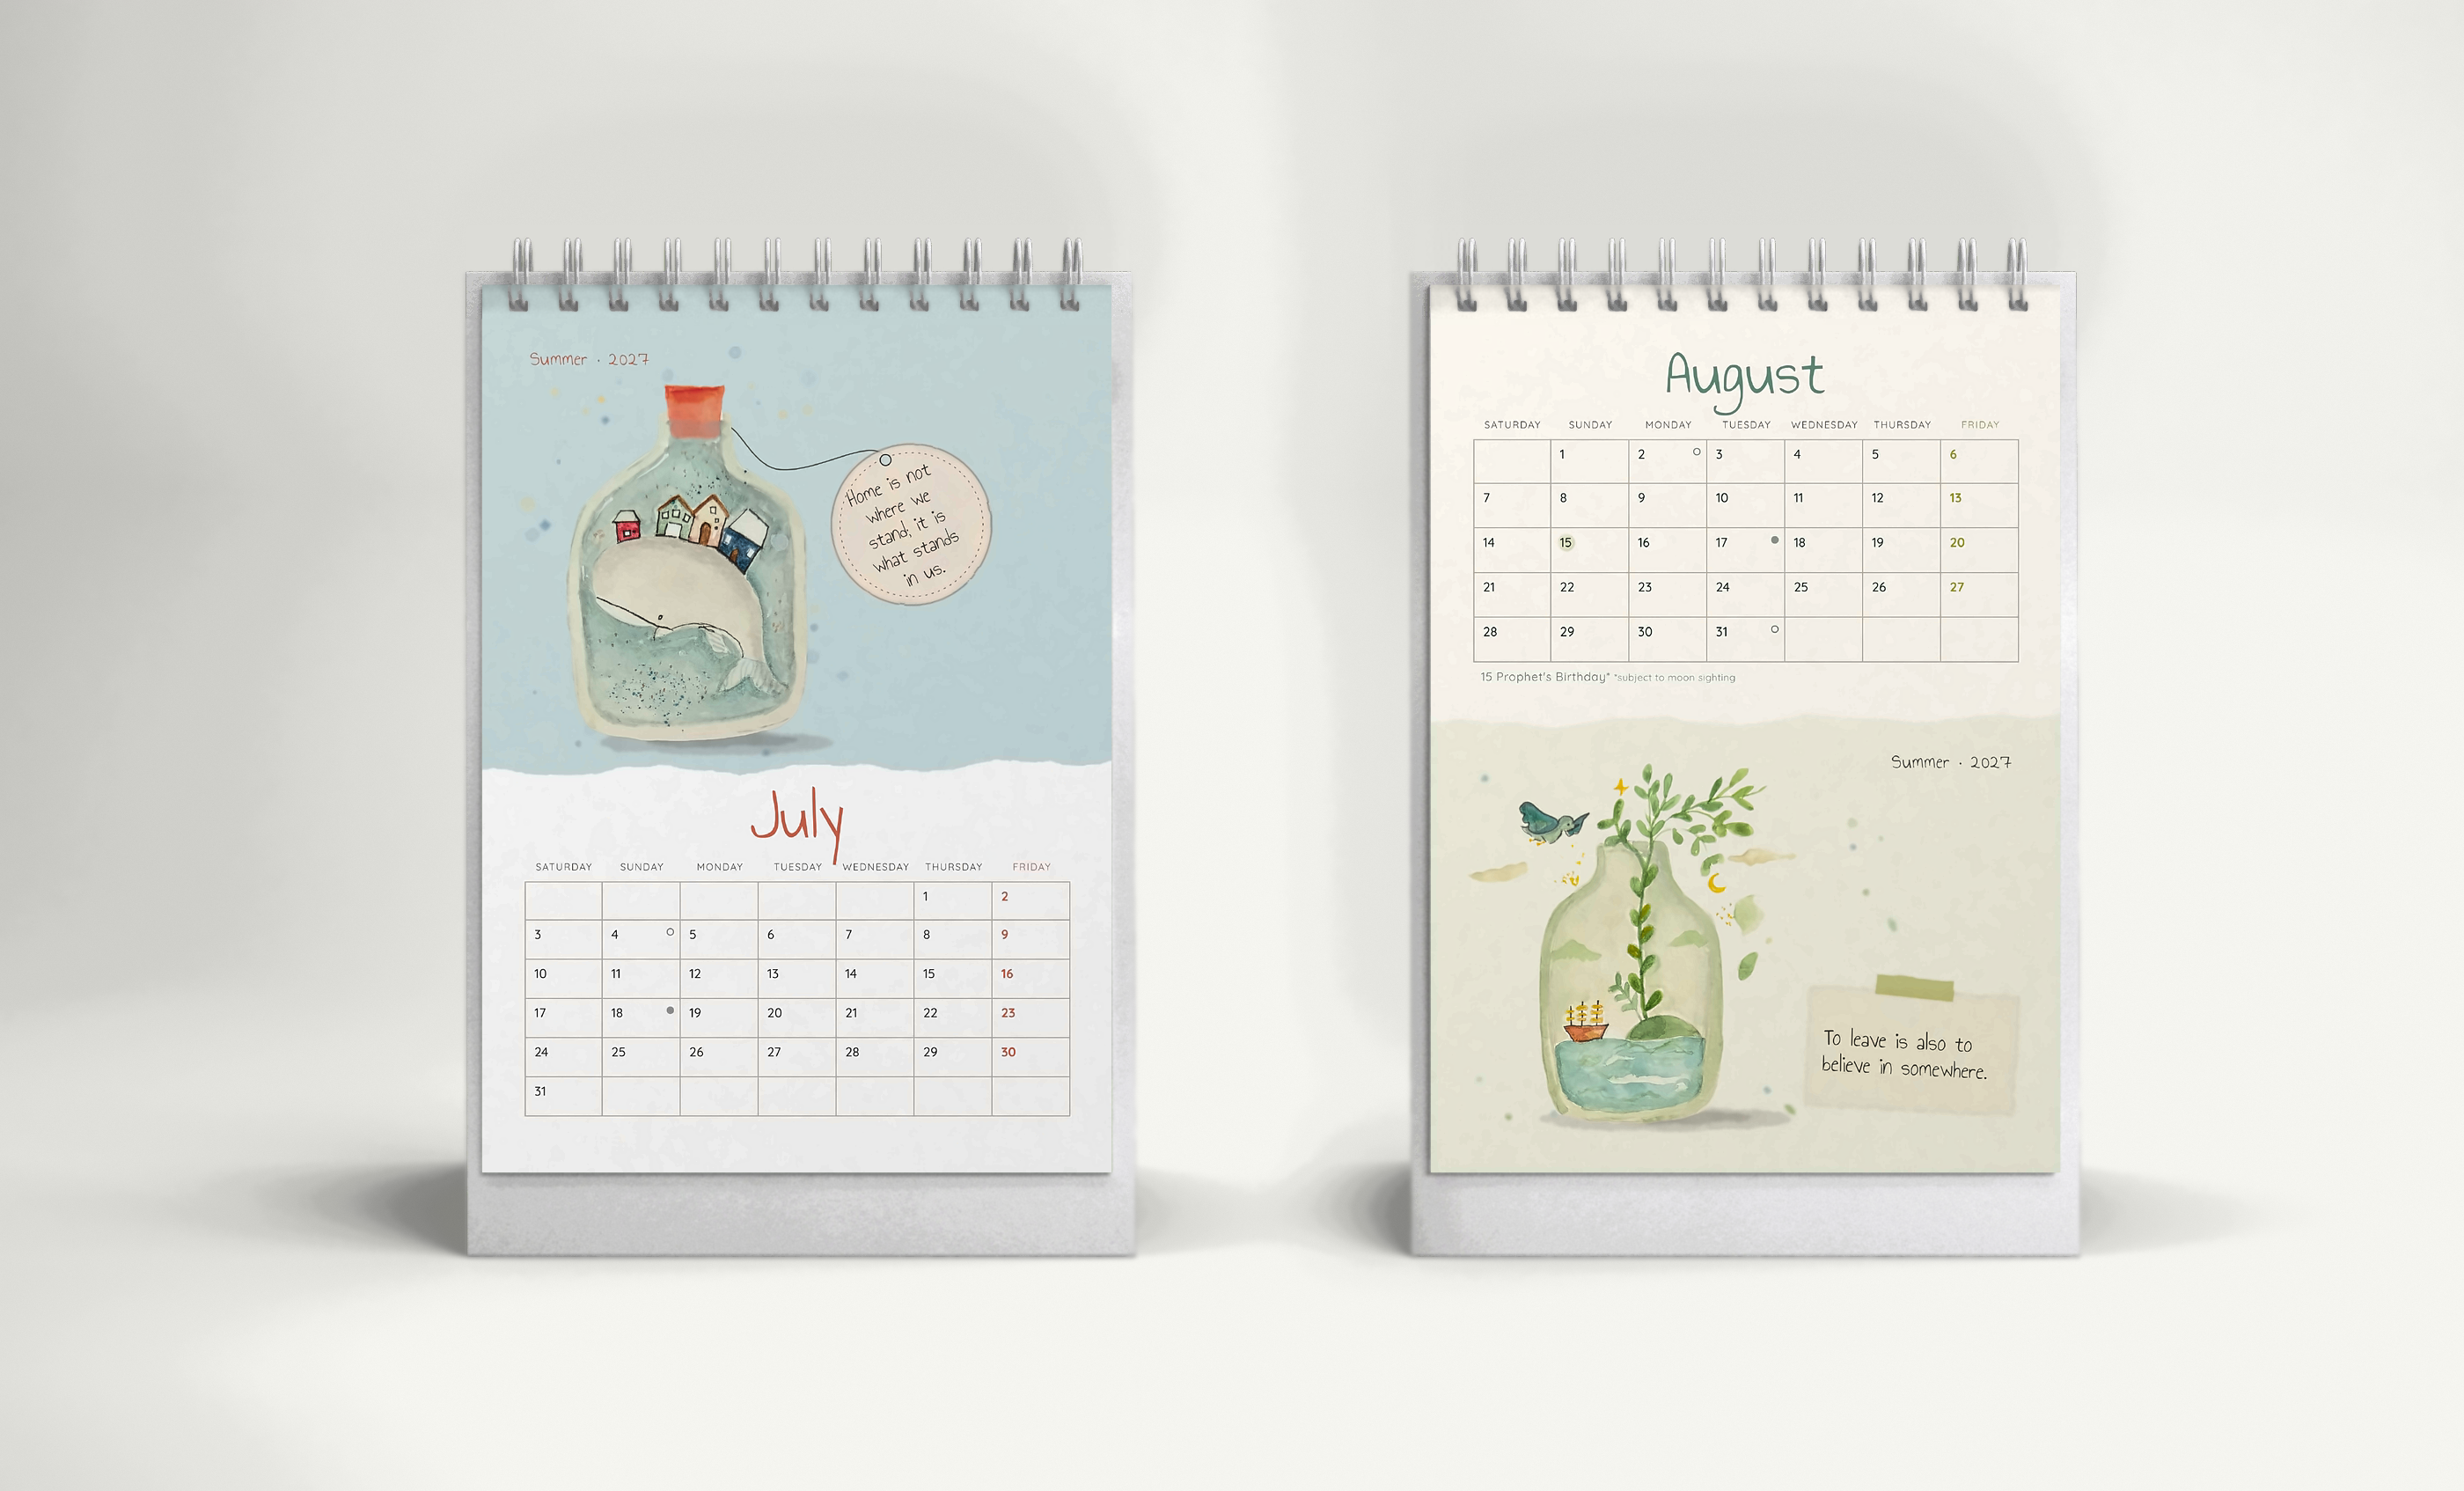 Summer · 2027
Home is not
where we
stand, it is
what stands
in us.
July
SATURDAY SUNDAY MONDAY TUESDAY WEDNESDAY THURSDAY FRIDAY
1 2
3 4 5 6 7 8 9
10 11 12 13 14 15 16
17 18 19 20 21 22 23
24 25 26 27 28 29 30
31
August
SATURDAY SUNDAY MONDAY TUESDAY WEDNESDAY THURSDAY FRIDAY
1 2 3 4 5 6
7 8 9 10 11 12 13
14 15 16 17 18 19 20
21 22 23 24 25 26 27
28 29 30 31
15 Prophet's Birthday* *subject to moon sighting
Summer · 2027
To leave is also to
believe in somewhere.